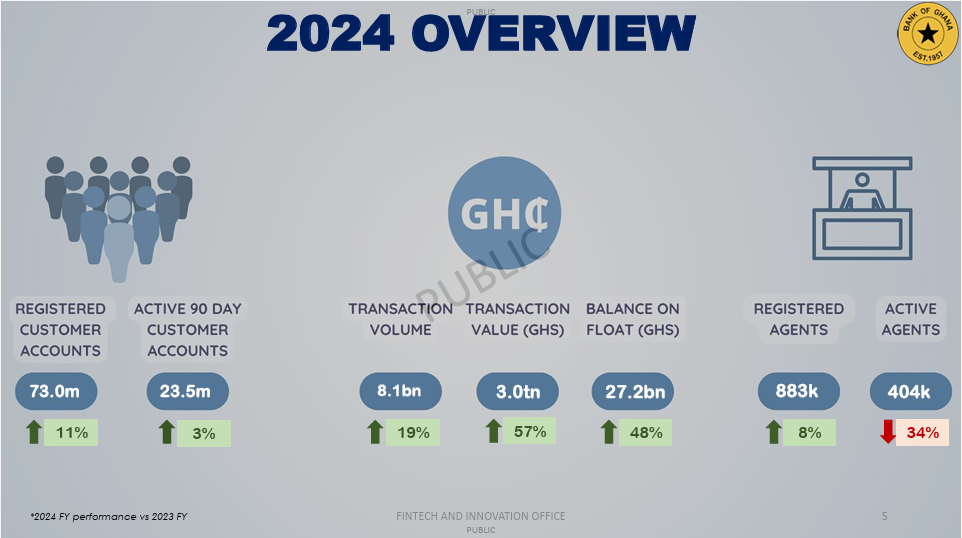 PUBLIC
2024 OVERVIEW
BANK OF GHANA
EST.1957
GH₵
PUBLIC
REGISTERED
CUSTOMER
ACCOUNTS
73.0m
11%
ACTIVE 90 DAY
CUSTOMER
ACCOUNTS
23.5m
3%
TRANSACTION
VOLUME
8.1bn
19%
TRANSACTION
VALUE (GHS)
3.0tn
57%
BALANCE ON
FLOAT (GHS)
27.2bn
48%
REGISTERED
AGENTS
883k
8%
ACTIVE
AGENTS
404k
34%
*2024 FY performance vs 2023 FY
FINTECH AND INNOVATION OFFICE
5
PUBLIC